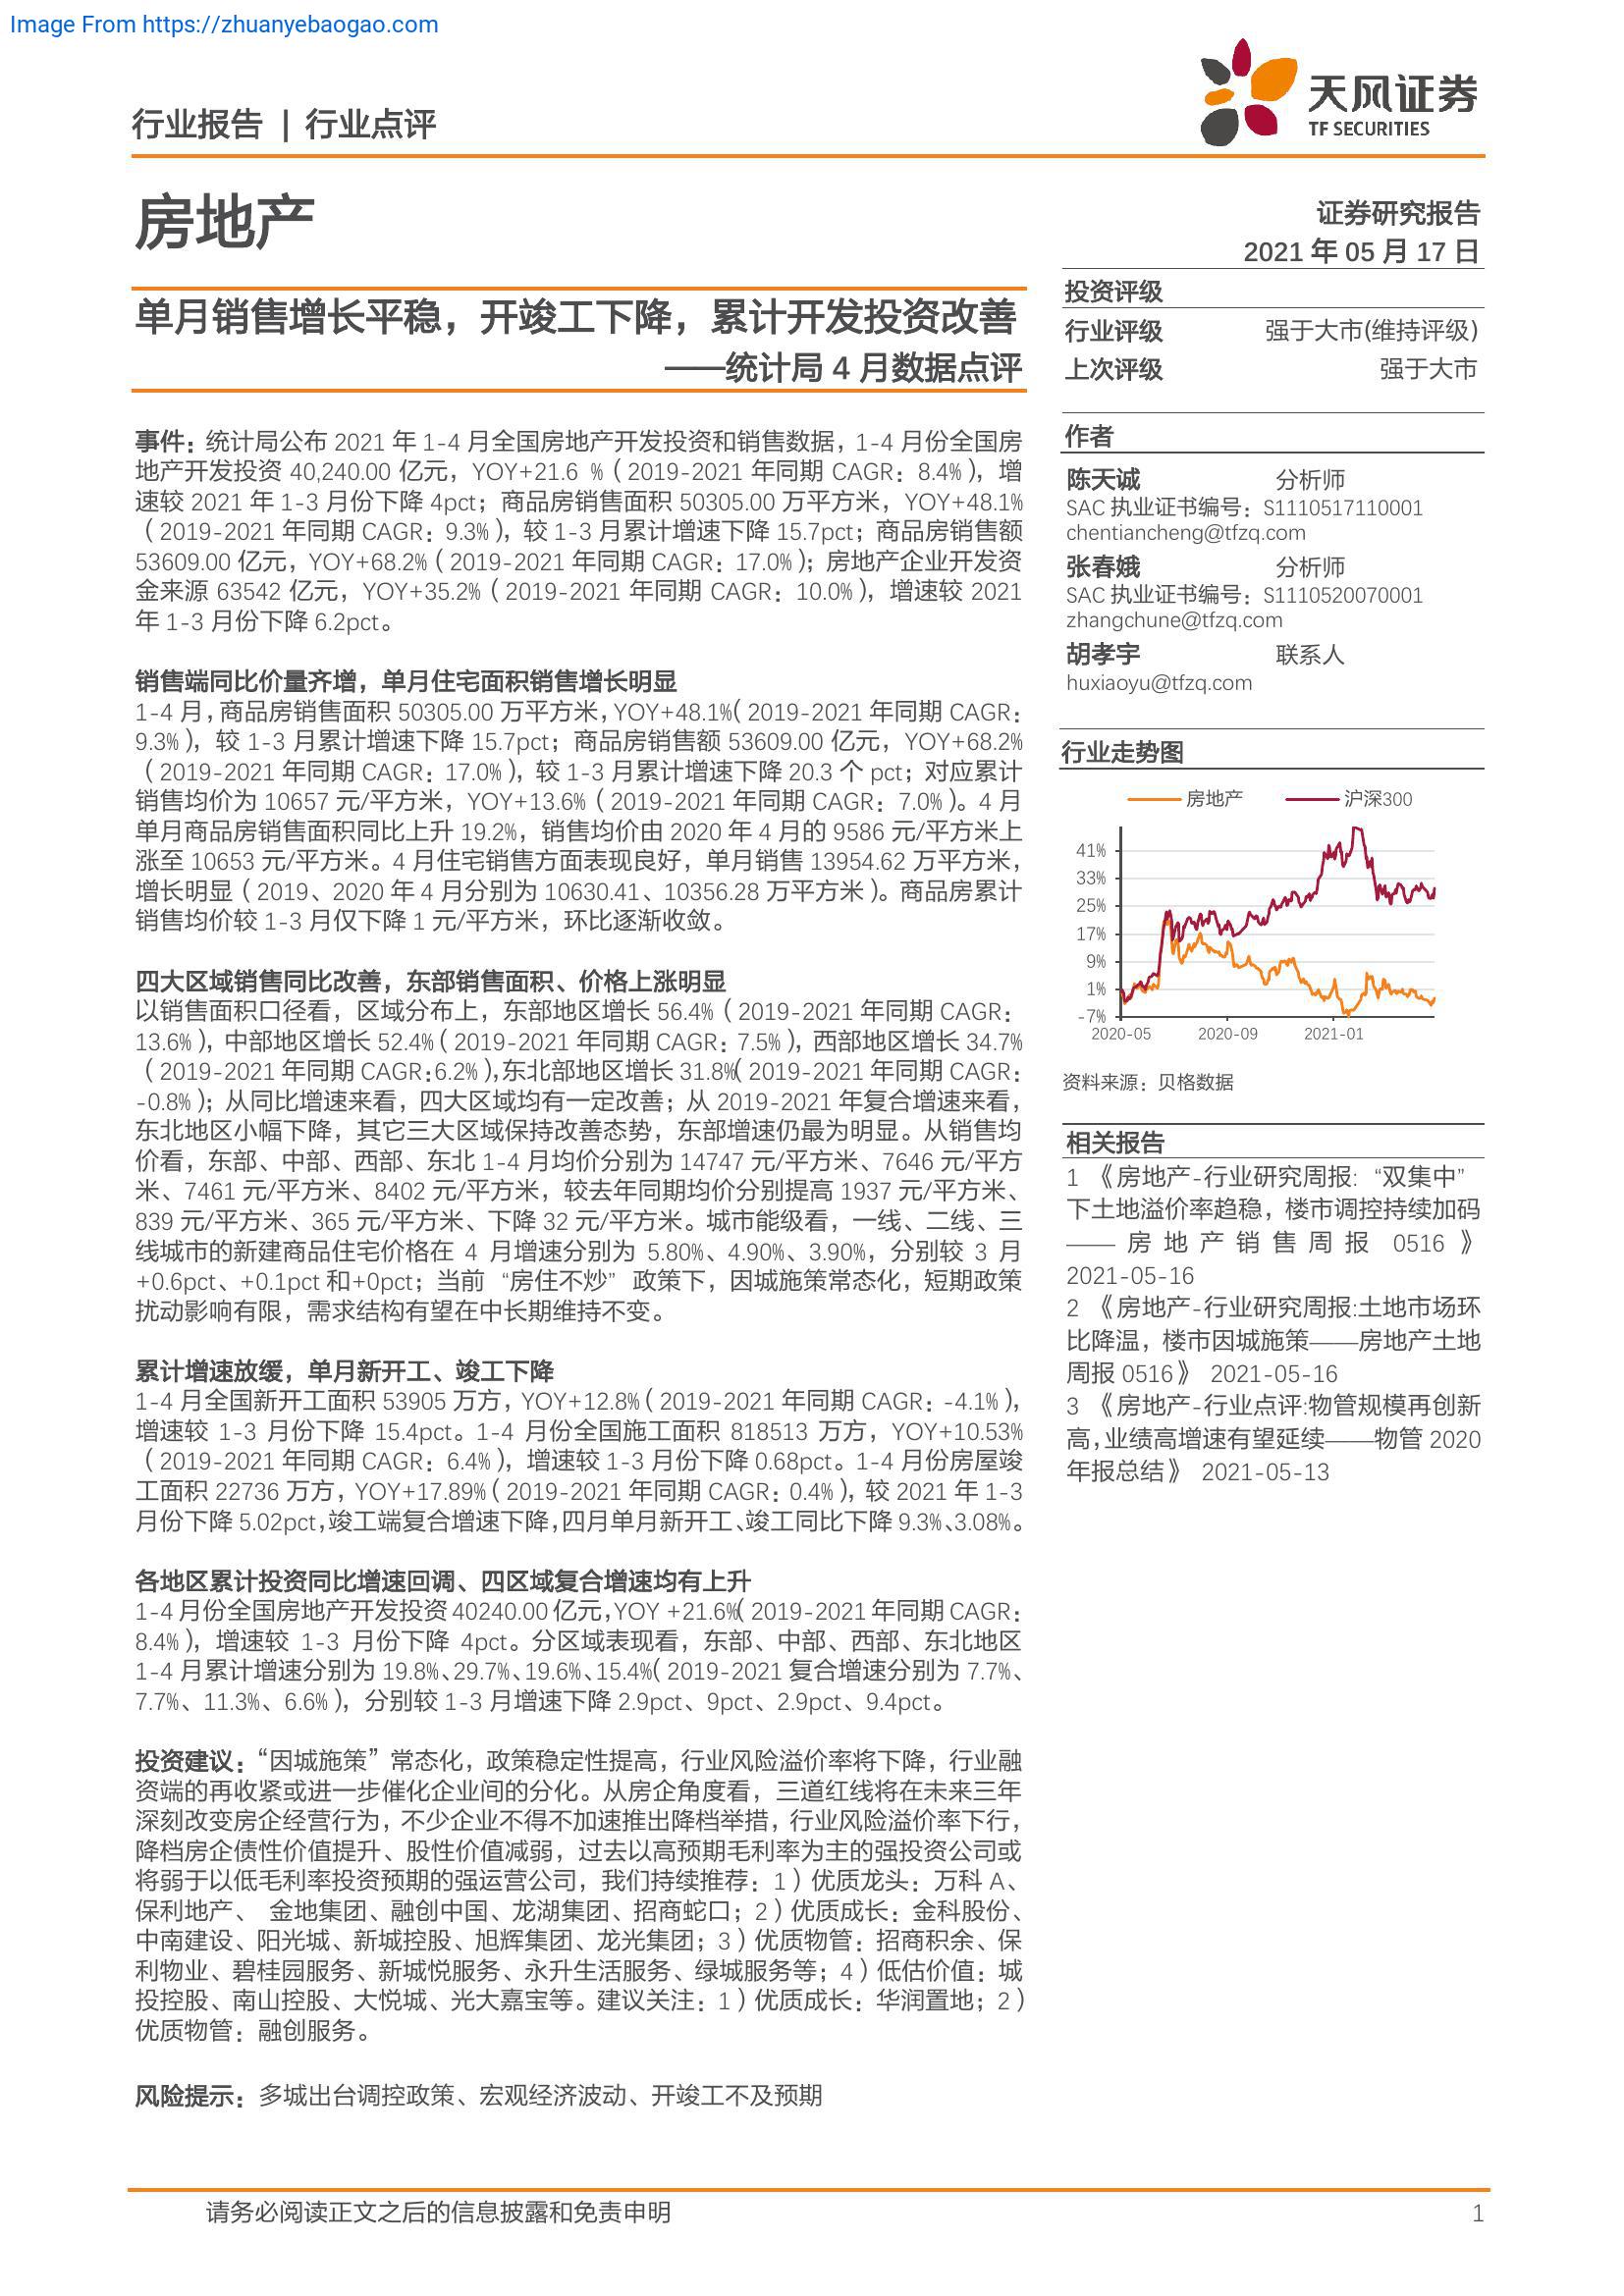 Image From https://zhuanyebaogao.com
行业报告 | 行业点评
天风证券
TF SECURITIES
房地产
证券研究报告
2021 年 05 月 17 日
单月销售增长平稳，开竣工下降，累计开发投资改善
——统计局 4 月数据点评
事件：统计局公布 2021 年 1-4 月全国房地产开发投资和销售数据，1-4 月份全国房
地产开发投资 40,240.00 亿元，YOY+21.6 %（2019-2021 年同期 CAGR：8.4%），增
速较 2021 年 1-3 月份下降 4pct；商品房销售面积 50305.00 万平方米，YOY+48.1%
（2019-2021 年同期 CAGR：9.3%），较 1-3 月累计增速下降 15.7pct；商品房销售额
53609.00 亿元，YOY+68.2%（2019-2021 年同期 CAGR：17.0%）；房地产企业开发资
金来源 63542 亿元，YOY+35.2%（2019-2021 年同期 CAGR：10.0%），增速较 2021
年 1-3 月份下降 6.2pct。
销售端同比价量齐增，单月住宅面积销售增长明显
1-4 月，商品房销售面积 50305.00 万平方米，YOY+48.1%（2019-2021 年同期 CAGR：
9.3%），较 1-3 月累计增速下降 15.7pct；商品房销售额 53609.00 亿元，YOY+68.2%
（2019-2021 年同期 CAGR：17.0%），较 1-3 月累计增速下降 20.3 个 pct；对应累计
销售均价为 10657 元/平方米，YOY+13.6%（2019-2021 年同期 CAGR：7.0%）。4 月
单月商品房销售面积同比上升 19.2%，销售均价由 2020 年 4 月的 9586 元/平方米上
涨至 10653 元/平方米。4 月住宅销售方面表现良好，单月销售 13954.62 万平方米，
增长明显（2019、2020 年 4 月分别为 10630.41、10356.28 万平方米）。商品房累计
销售均价较 1-3 月仅下降 1 元/平方米，环比逐渐收敛。
四大区域销售同比改善，东部销售面积、价格上涨明显
以销售面积口径看，区域分布上，东部地区增长 56.4%（2019-2021 年同期 CAGR：
13.6%），中部地区增长 52.4%（2019-2021 年同期 CAGR：7.5%），西部地区增长 34.7%
（2019-2021 年同期 CAGR：6.2%），东北部地区增长 31.8%（2019-2021 年同期 CAGR：
-0.8%）；从同比增速来看，四大区域均有一定改善；从 2019-2021 年复合增速来看，
东北地区小幅下降，其它三大区域保持改善态势，东部增速仍最为明显。从销售均
价看，东部、中部、西部、东北 1-4 月均价分别为 14747 元/平方米、7646 元/平方
米、7461 元/平方米、8402 元/平方米，较去年同期均价分别提高 1937 元/平方米、
839 元/平方米、365 元/平方米、下降 32 元/平方米。城市能级看，一线、二线、三
线城市的新建商品住宅价格在 4 月增速分别为 5.80%、4.90%、3.90%，分别较 3 月
+0.6pct、+0.1pct 和+0pct；当前“房住不炒”政策下，因城施策常态化，短期政策
扰动影响有限，需求结构有望在中长期维持不变。
累计增速放缓，单月新开工、竣工下降
1-4 月全国新开工面积 53905 万方，YOY+12.8%（2019-2021 年同期 CAGR：-4.1%），
增速较 1-3 月份下降 15.4pct。1-4 月份全国施工面积 818513 万方，YOY+10.53%
（2019-2021 年同期 CAGR：6.4%），增速较 1-3 月份下降 0.68pct。1-4 月份房屋竣
工面积 22736 万方，YOY+17.89%（2019-2021 年同期 CAGR：0.4%），较 2021 年 1-3
月份下降 5.02pct，竣工端复合增速下降，四月单月新开工、竣工同比下降 9.3%、3.08%。
各地区累计投资同比增速回调、四区域复合增速均有上升
1-4 月份全国房地产开发投资 40240.00 亿元，YOY +21.6%（2019-2021 年同期 CAGR：
8.4%），增速较 1-3 月份下降 4pct。分区域表现看，东部、中部、西部、东北地区
1-4 月累计增速分别为 19.8%、29.7%、19.6%、15.4%（2019-2021 复合增速分别为 7.7%、
7.7%、11.3%、6.6%），分别较 1-3 月增速下降 2.9pct、9pct、2.9pct、9.4pct。
投资建议：“因城施策”常态化，政策稳定性提高，行业风险溢价率将下降，行业融
资端的再收紧或进一步催化企业间的分化。从房企角度看，三道红线将在未来三年
深刻改变房企经营行为，不少企业不得不加速推出降档举措，行业风险溢价率下行，
降档房企债性价值提升、股性价值减弱，过去以高预期毛利率为主的强投资公司或
将弱于以低毛利率投资预期的强运营公司，我们持续推荐：1）优质龙头：万科 A、
保利地产、 金地集团、融创中国、龙湖集团、招商蛇口；2）优质成长：金科股份、
中南建设、阳光城、新城控股、旭辉集团、龙光集团；3）优质物管：招商积余、保
利物业、碧桂园服务、新城悦服务、永升生活服务、绿城服务等；4）低估价值：城
投控股、南山控股、大悦城、光大嘉宝等。建议关注：1）优质成长：华润置地；2）
优质物管：融创服务。
风险提示：多城出台调控政策、宏观经济波动、开竣工不及预期
投资评级
行业评级 强于大市(维持评级)
上次评级 强于大市
作者
陈天诚 分析师
SAC 执业证书编号：S1110517110001
chentiancheng@tfzq.com
张春娥 分析师
SAC 执业证书编号：S1110520070001
zhangchune@tfzq.com
胡孝宇 联系人
huxiaoyu@tfzq.com
行业走势图
房地产 沪深300
41%
33%
25%
17%
9%
1%
-7%
2020-05 2020-09 2021-01
资料来源：贝格数据
相关报告
1 《房地产-行业研究周报：“双集中”
下土地溢价率趋稳，楼市调控持续加码
——房地产销售周报 0516》
2021-05-16
2 《房地产-行业研究周报:土地市场环
比降温，楼市因城施策——房地产土地
周报 0516》 2021-05-16
3 《房地产-行业点评:物管规模再创新
高，业绩高增速有望延续——物管 2020
年报总结》 2021-05-13
请务必阅读正文之后的信息披露和免责申明
1